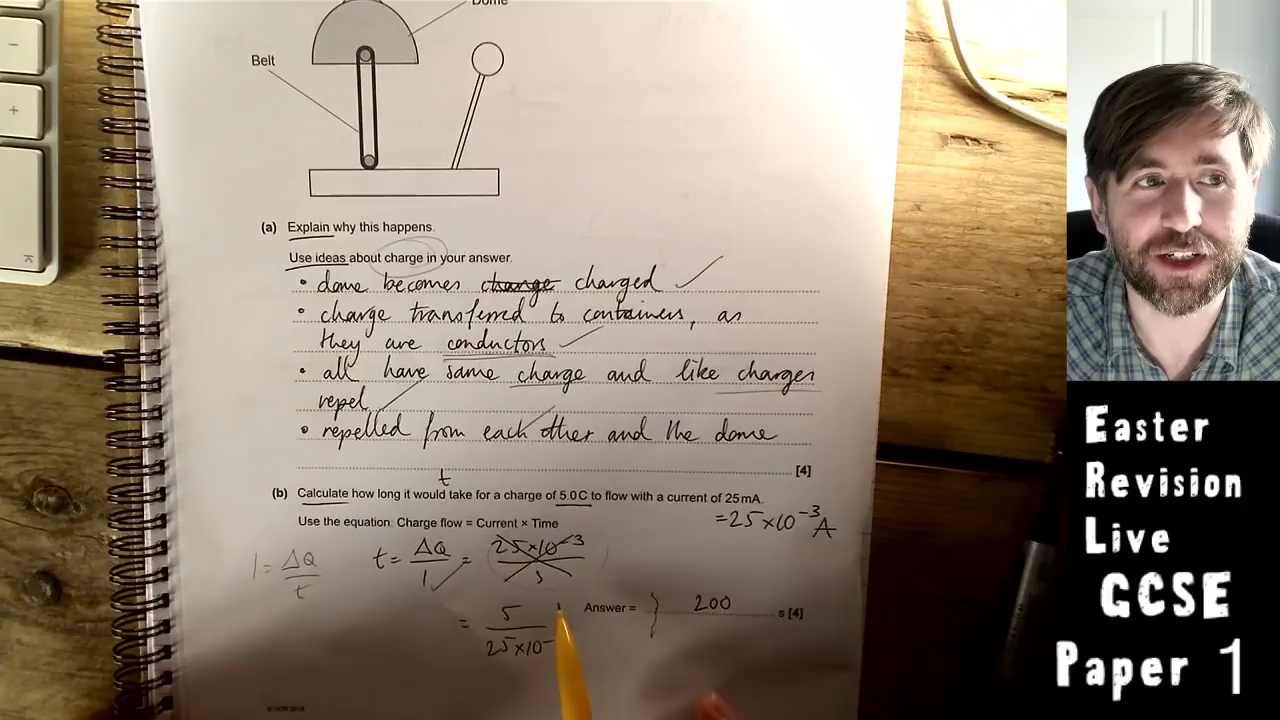 Dome
Belt
(a) Explain why this happens.
Use ideas about charge in your answer.
• dome becomes change charged ✓
• charge transferred to containers, as
they are conductors ✓
• all have same charge and like charges
repel ✓
• repelled from each other and the dome
[4]
t
(b) Calculate how long it would take for a charge of 5.0 C to flow with a current of 25 mA.
= 25 × 10⁻³ A
Use the equation: Charge flow = Current × Time
I = ΔQ / t
t = ΔQ / I = 25 × 10⁻³ / 5
= 5 / 25 × 10⁻
Answer = 200 s [4]
Easter
Revision
Live
GCSE
Paper 1